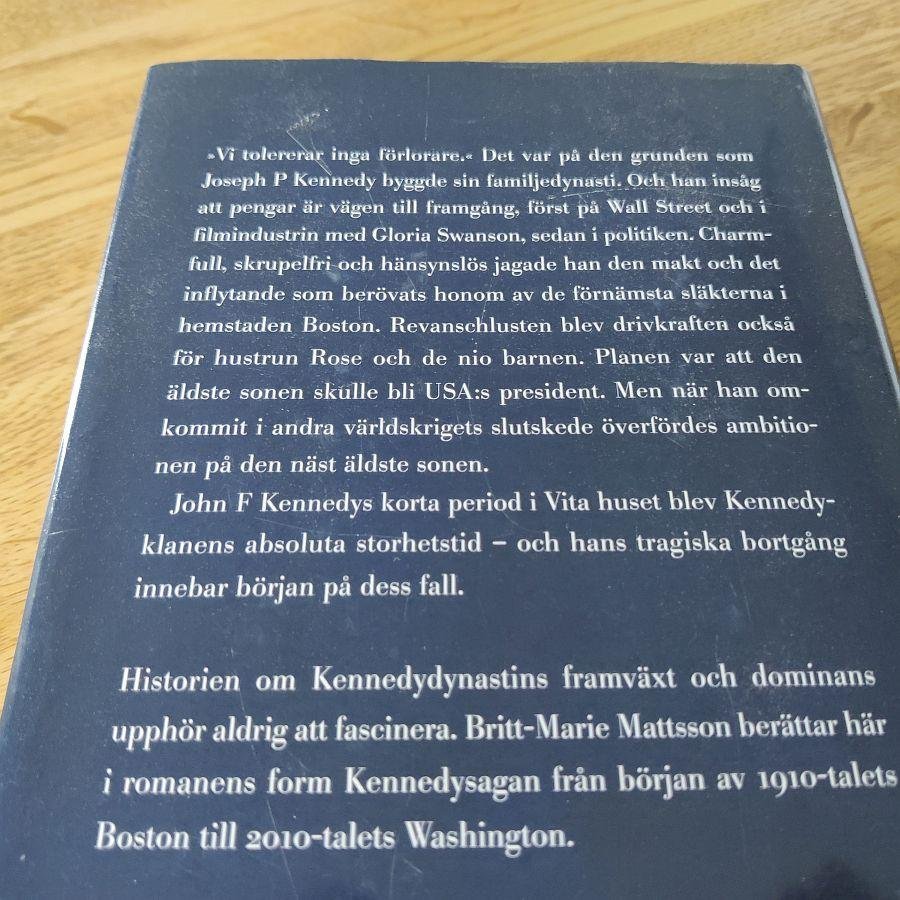 »Vi tolererar inga förlorare.« Det var på den grunden som
Joseph P Kennedy byggde sin familjedynasti. Och han insåg
att pengar är vägen till framgång, först på Wall Street och i
filmindustrin med Gloria Swanson, sedan i politiken. Charm-
full, skrupelfri och hänsynslös jagade han den makt och det
inflytande som berövats honom av de förnämsta släkterna i
hemstaden Boston. Revanschlusten blev drivkraften också
för hustrun Rose och de nio barnen. Planen var att den
äldste sonen skulle bli USA:s president. Men när han om-
kommit i andra världskrigets slutskede överfördes ambitio-
nen på den näst äldste sonen.
John F Kennedys korta period i Vita huset blev Kennedy-
klanens absoluta storhetstid – och hans tragiska bortgång
innebar början på dess fall.
Historien om Kennedydynastins framväxt och dominans
upphör aldrig att fascinera. Britt-Marie Mattsson berättar här
i romanens form Kennedysagan från början av 1910-talets
Boston till 2010-talets Washington.